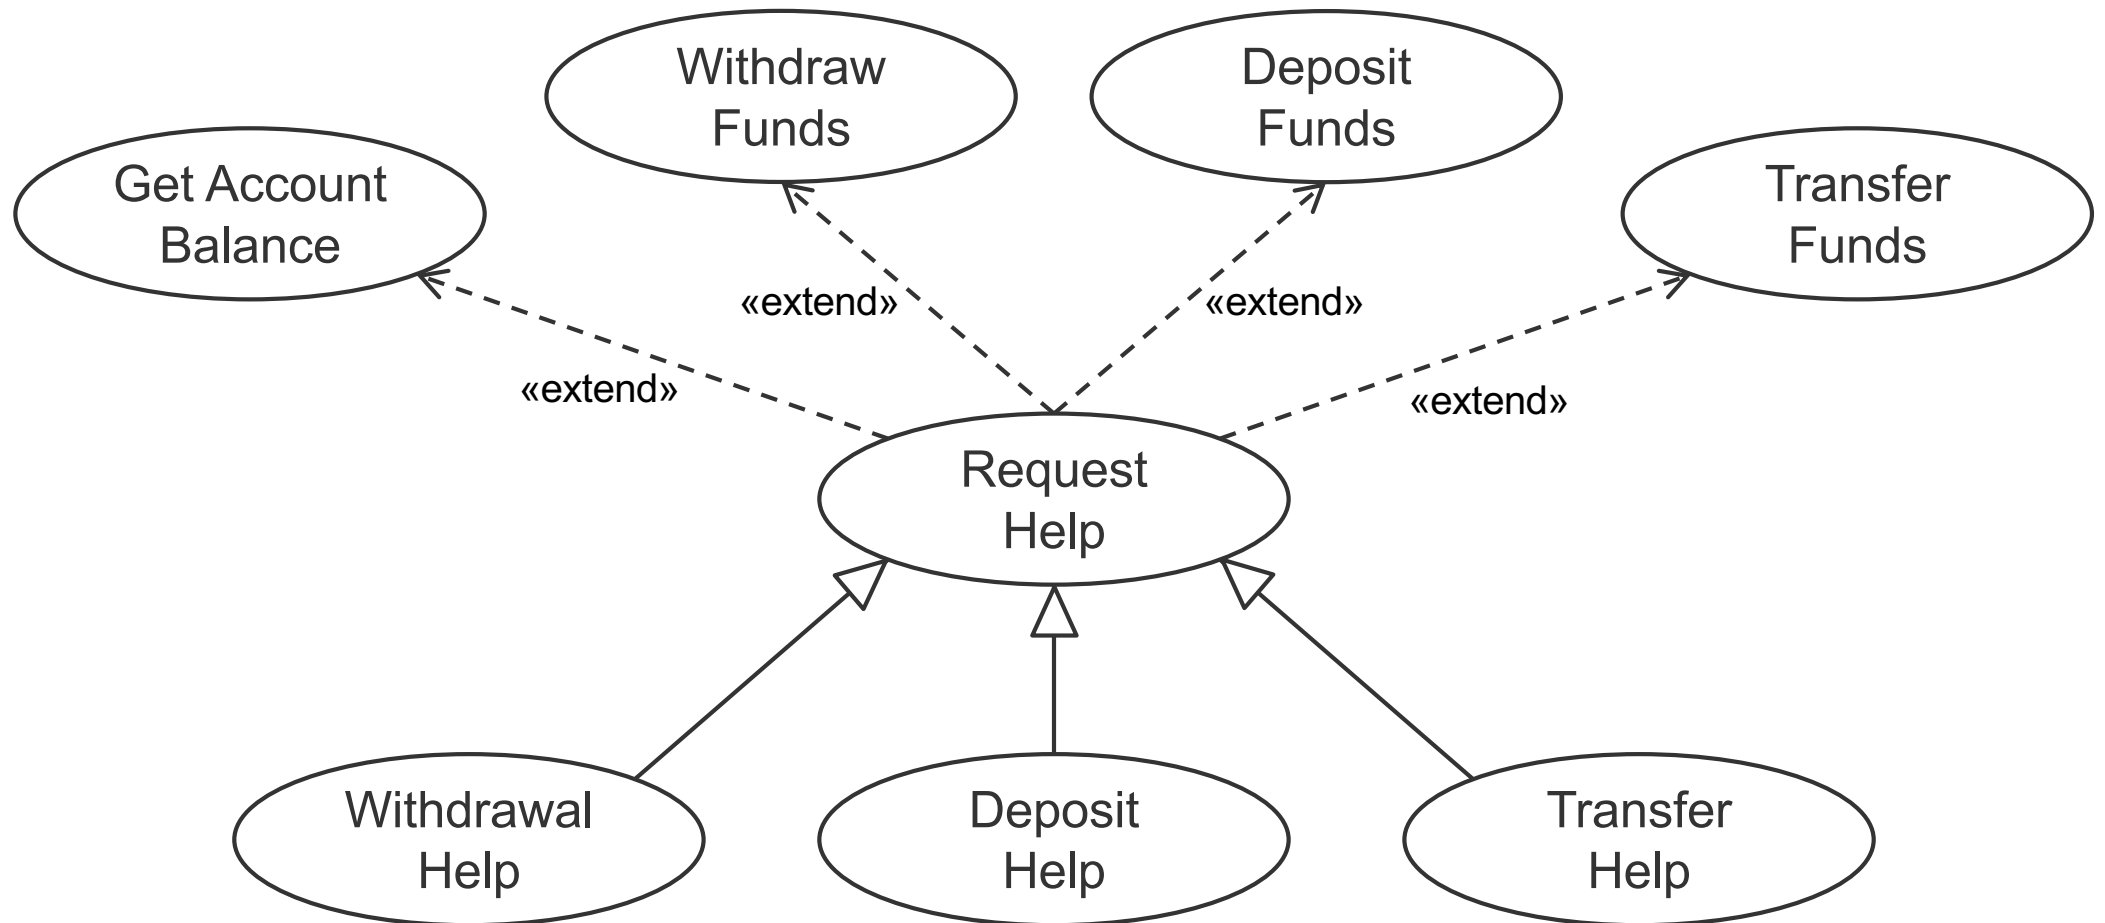 Withdraw
Funds
Deposit
Funds
Get Account
Balance
Transfer
Funds
«extend»
«extend»
«extend»
«extend»
Request
Help
Withdrawal
Help
Deposit
Help
Transfer
Help